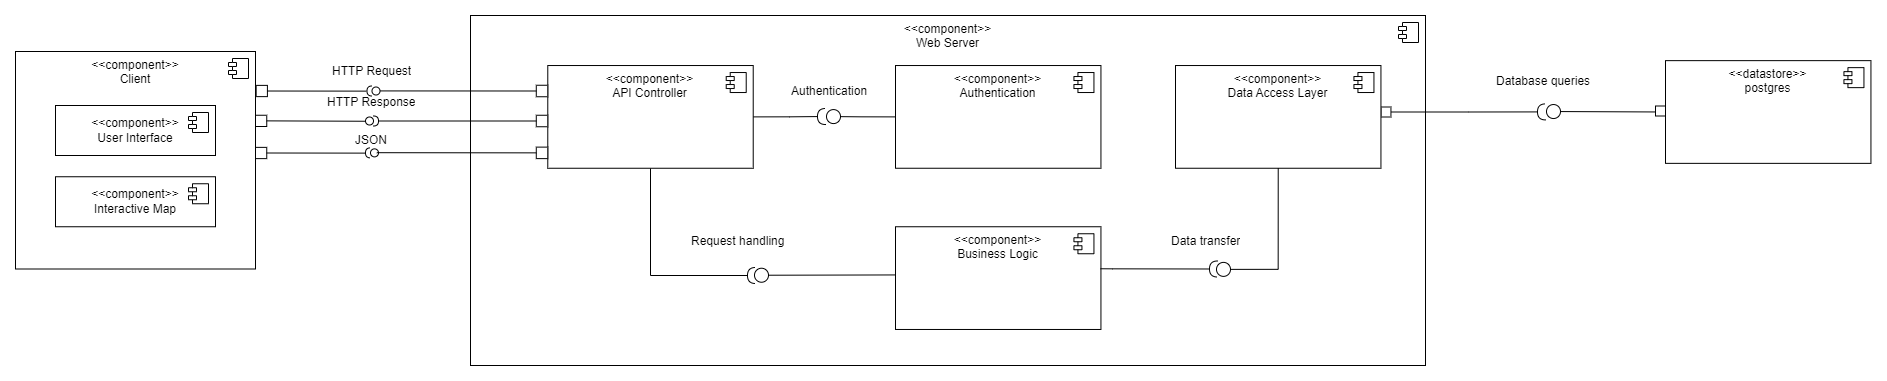 <<component>>
Client
<<component>>
User Interface
<<component>>
Interactive Map
HTTP Request
HTTP Response
JSON
<<component>>
Web Server
<<component>>
API Controller
Authentication
<<component>>
Authentication
<<component>>
Data Access Layer
Request handling
<<component>>
Business Logic
Data transfer
Database queries
<<datastore>>
postgres